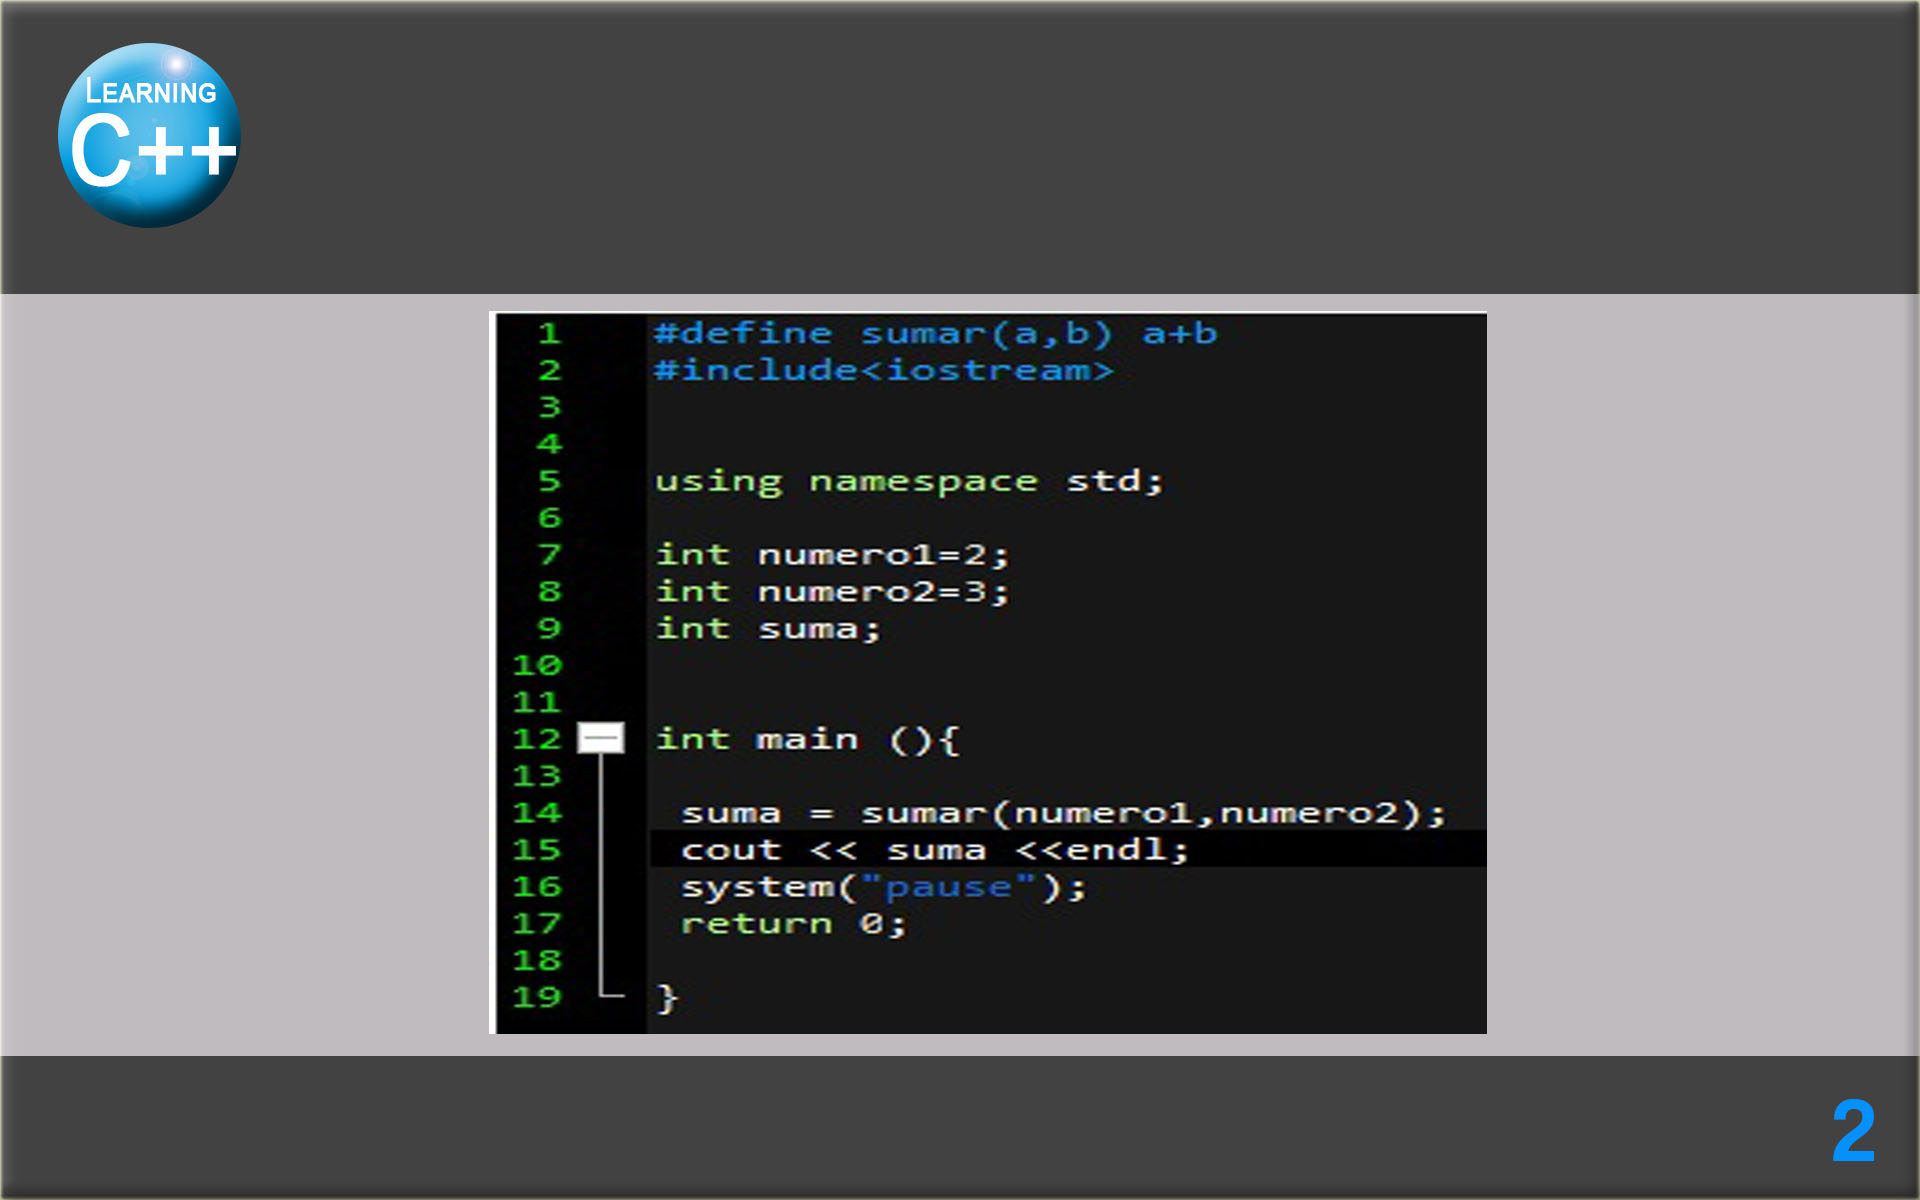 LEARNING
C++
1 #define sumar(a,b) a+b
2 #include<iostream>
3
4
5 using namespace std;
6
7 int numero1=2;
8 int numero2=3;
9 int suma;
10
11
12 int main (){
13
14 suma = sumar(numero1,numero2);
15 cout << suma <<endl;
16 system("pause");
17 return 0;
18
19 }
2